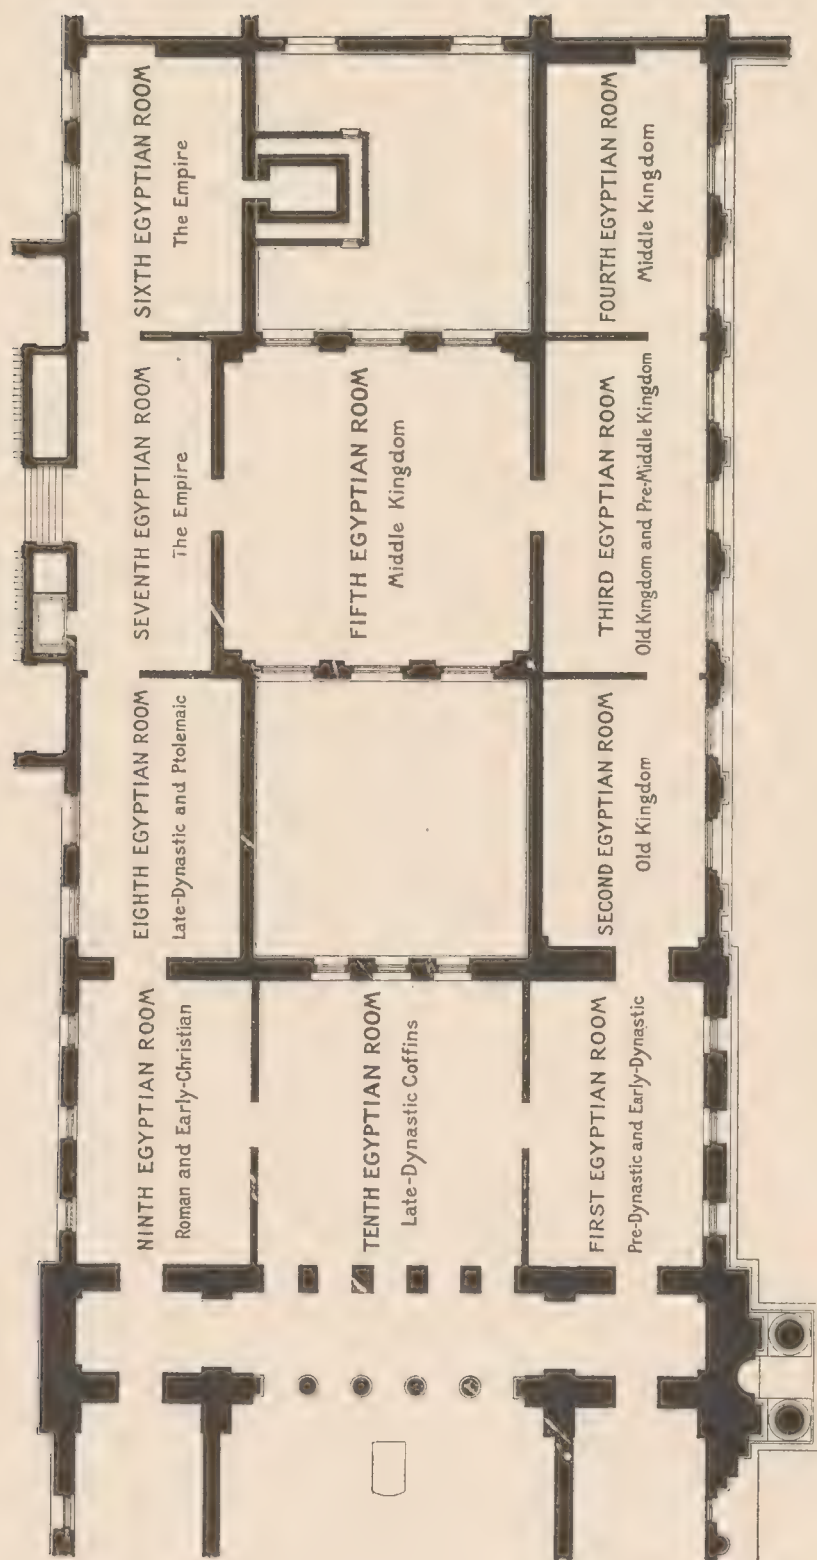 SIXTH EGYPTIAN ROOM
The Empire
SEVENTH EGYPTIAN ROOM
The Empire
EIGHTH EGYPTIAN ROOM
Late-Dynastic and Ptolemaic
NINTH EGYPTIAN ROOM
Roman and Early-Christian
FIFTH EGYPTIAN ROOM
Middle Kingdom
TENTH EGYPTIAN ROOM
Late-Dynastic Coffins
FOURTH EGYPTIAN ROOM
Middle Kingdom
THIRD EGYPTIAN ROOM
Old Kingdom and Pre-Middle Kingdom
SECOND EGYPTIAN ROOM
Old Kingdom
FIRST EGYPTIAN ROOM
Pre-Dynastic and Early-Dynastic